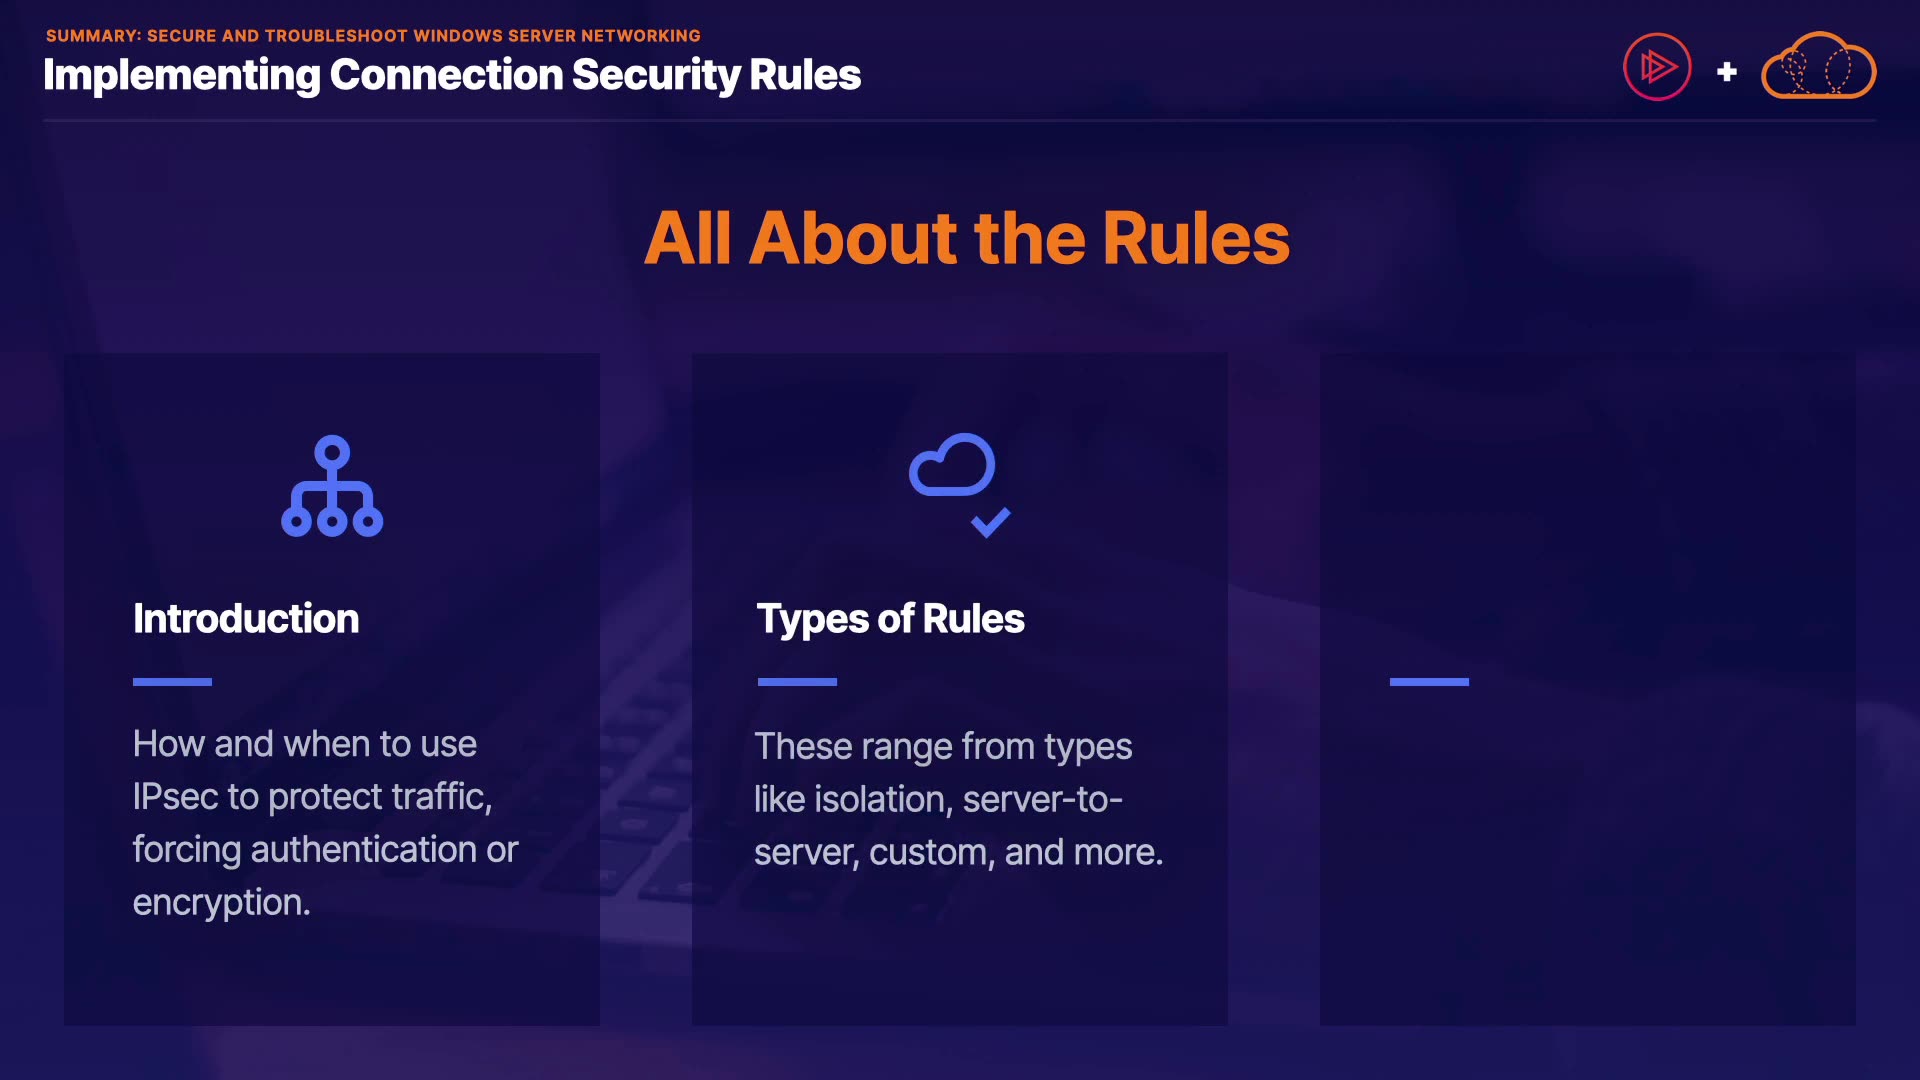 SUMMARY: SECURE AND TROUBLESHOOT WINDOWS SERVER NETWORKING
Implementing Connection Security Rules
+
All About the Rules
Introduction
How and when to use
IPsec to protect traffic,
forcing authentication or
encryption.
Types of Rules
These range from types
like isolation, server-to-
server, custom, and more.